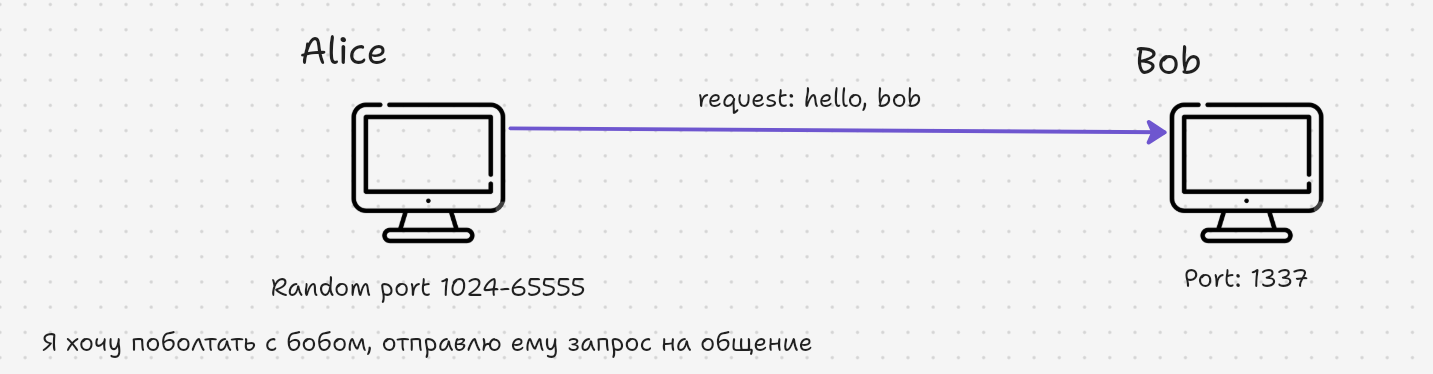 Alice
Bob
request: hello, bob
Random port 1024-65555
Port: 1337
Я хочу поболтать с бобом, отправлю ему запрос на общение